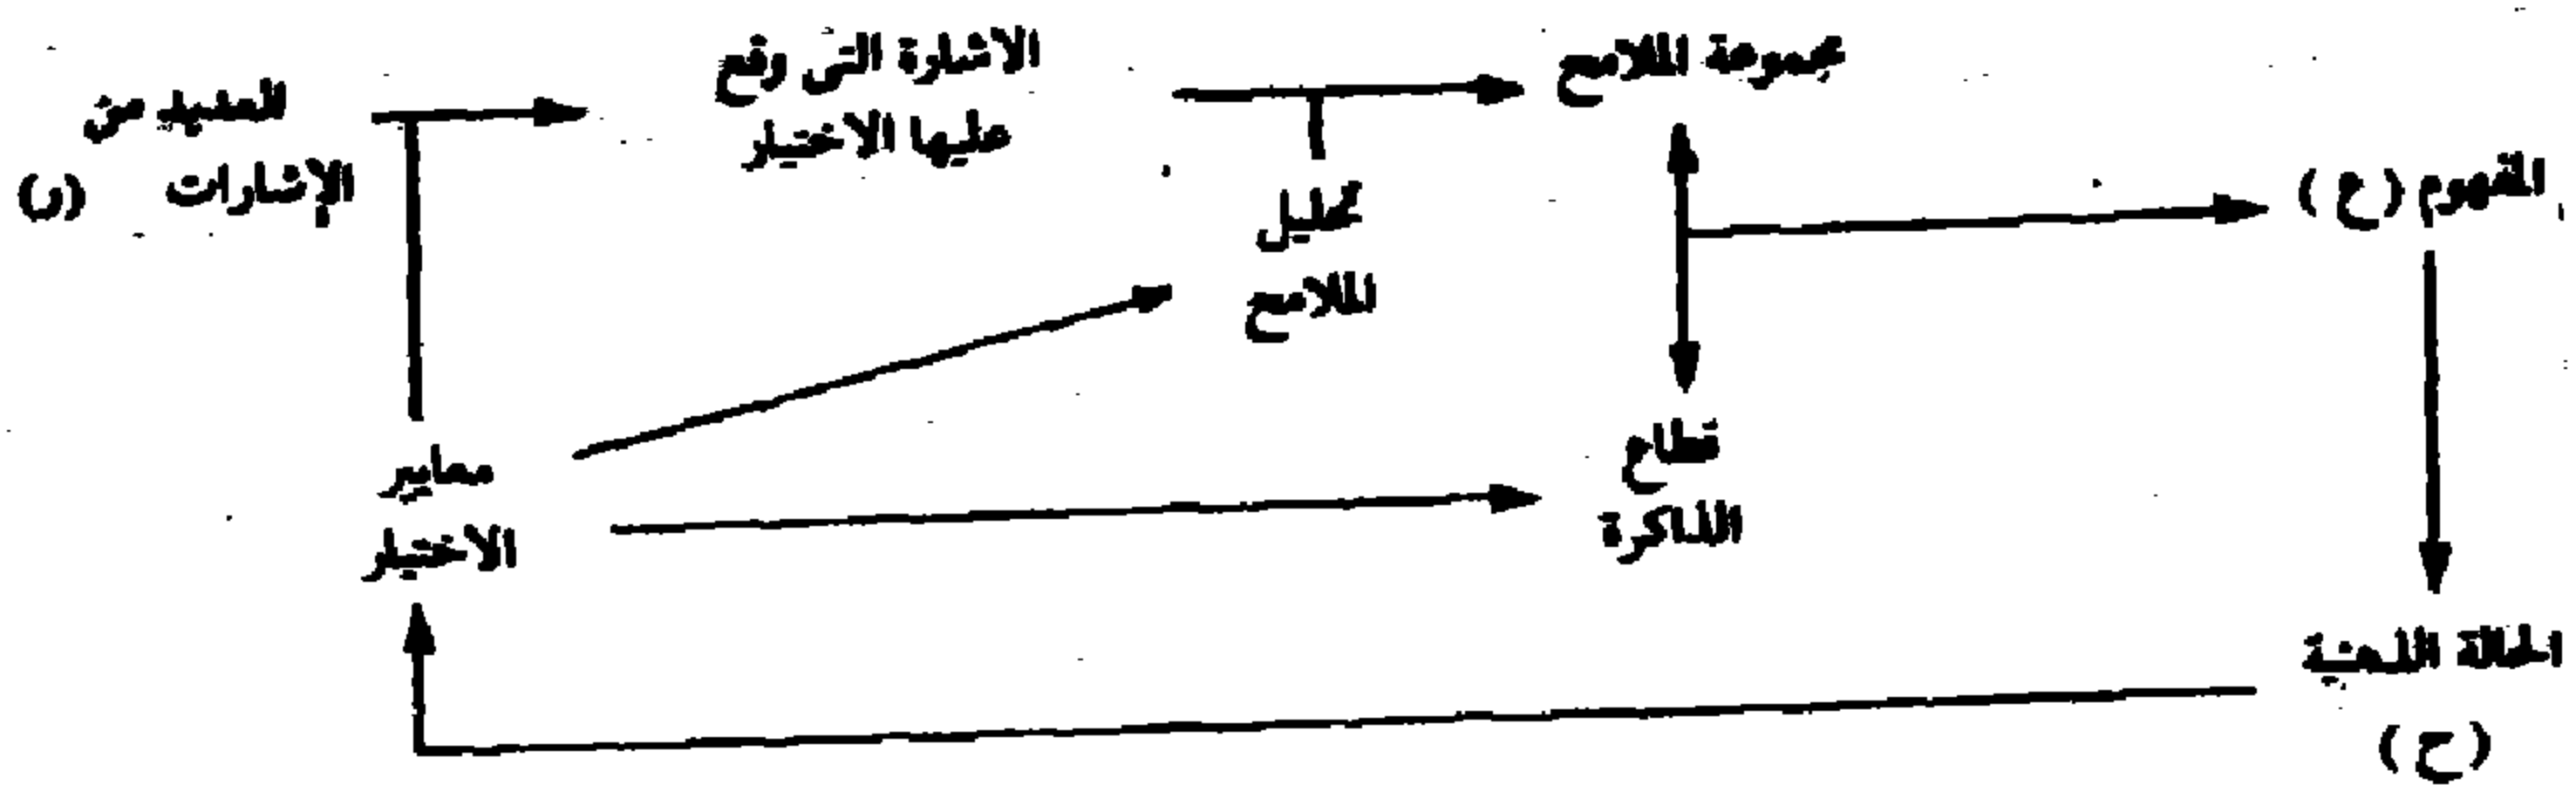 العديد من
الإشارات (ر)
الاشارة التى وقع
عليها الاختيار
مجموعة الملامح
تحليل
الملامح
المفهوم (ع)
معايير
الاختيار
قطاع
الذاكرة
الحالة الذهنية
(ح)